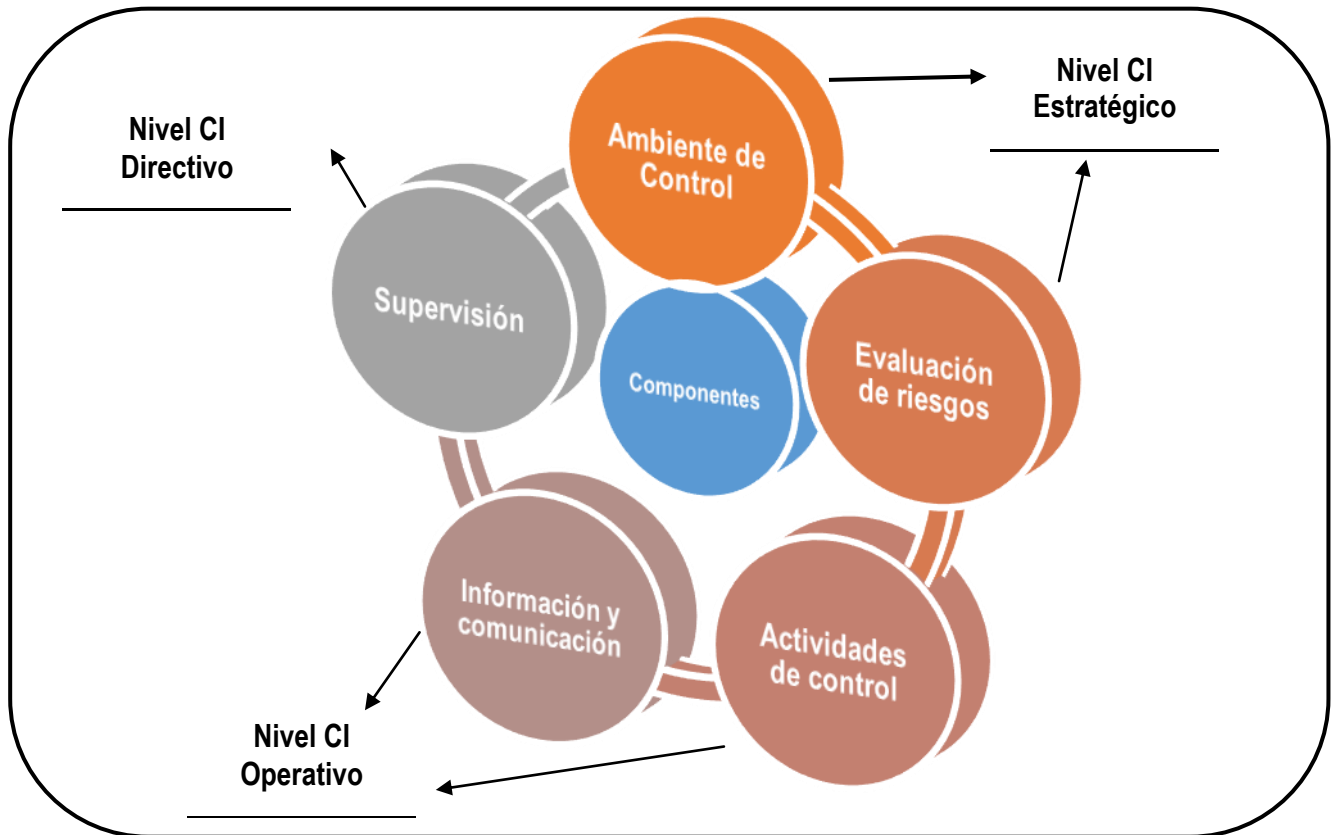 Nivel CI
Estratégico
Nivel CI
Directivo
Ambiente de
Control
Supervisión
Evaluación
de riesgos
Componentes
Información y
comunicación
Actividades
de control
Nivel CI
Operativo